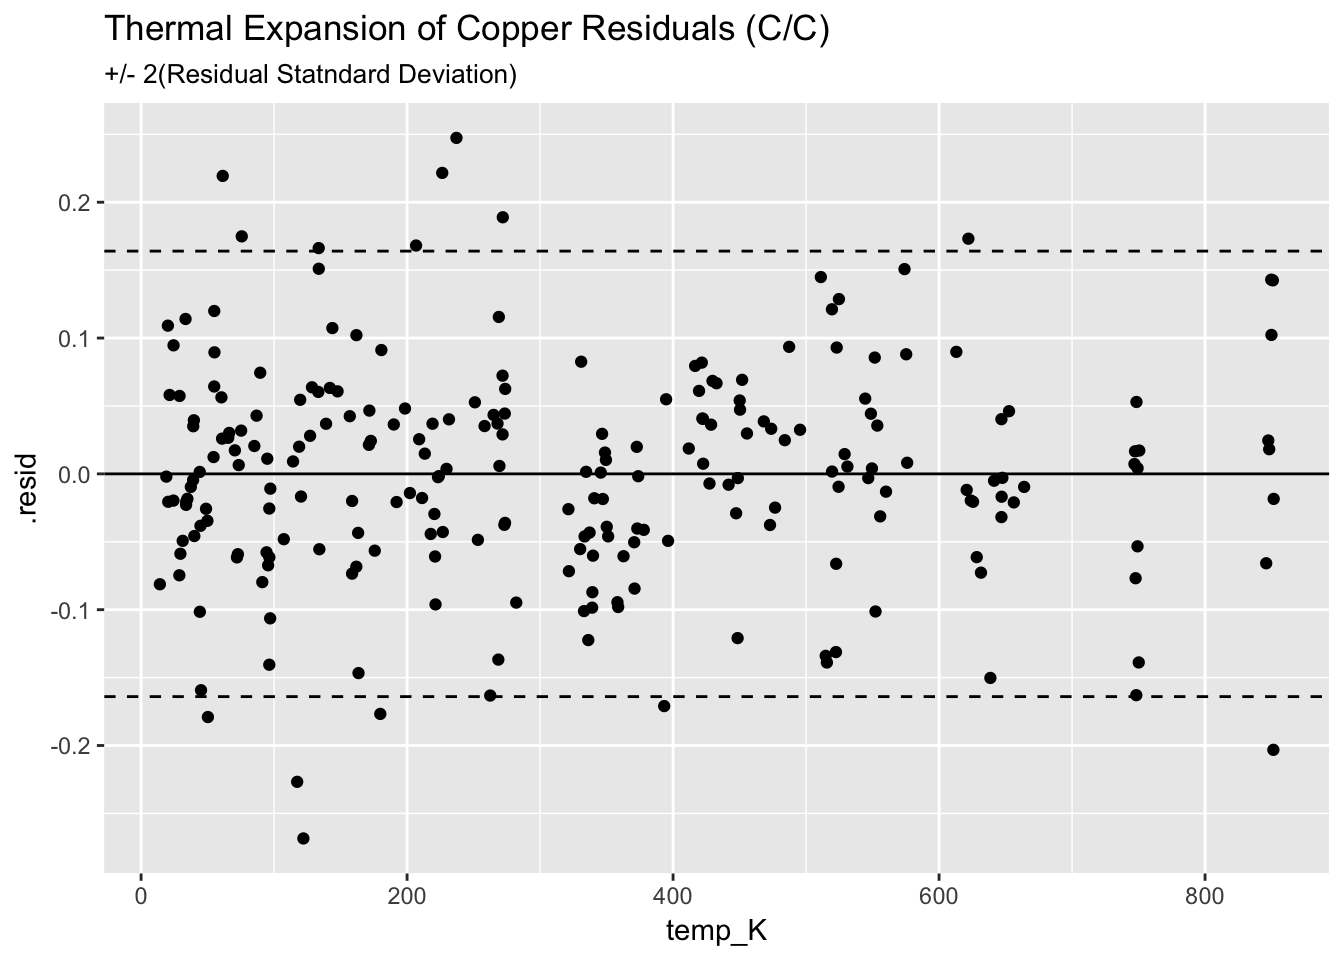 Thermal Expansion of Copper Residuals (C/C)
+/- 2(Residual Statndard Deviation)
.resid
0.2
0.1
0.0
-0.1
-0.2
0
200
400
600
800
temp_K